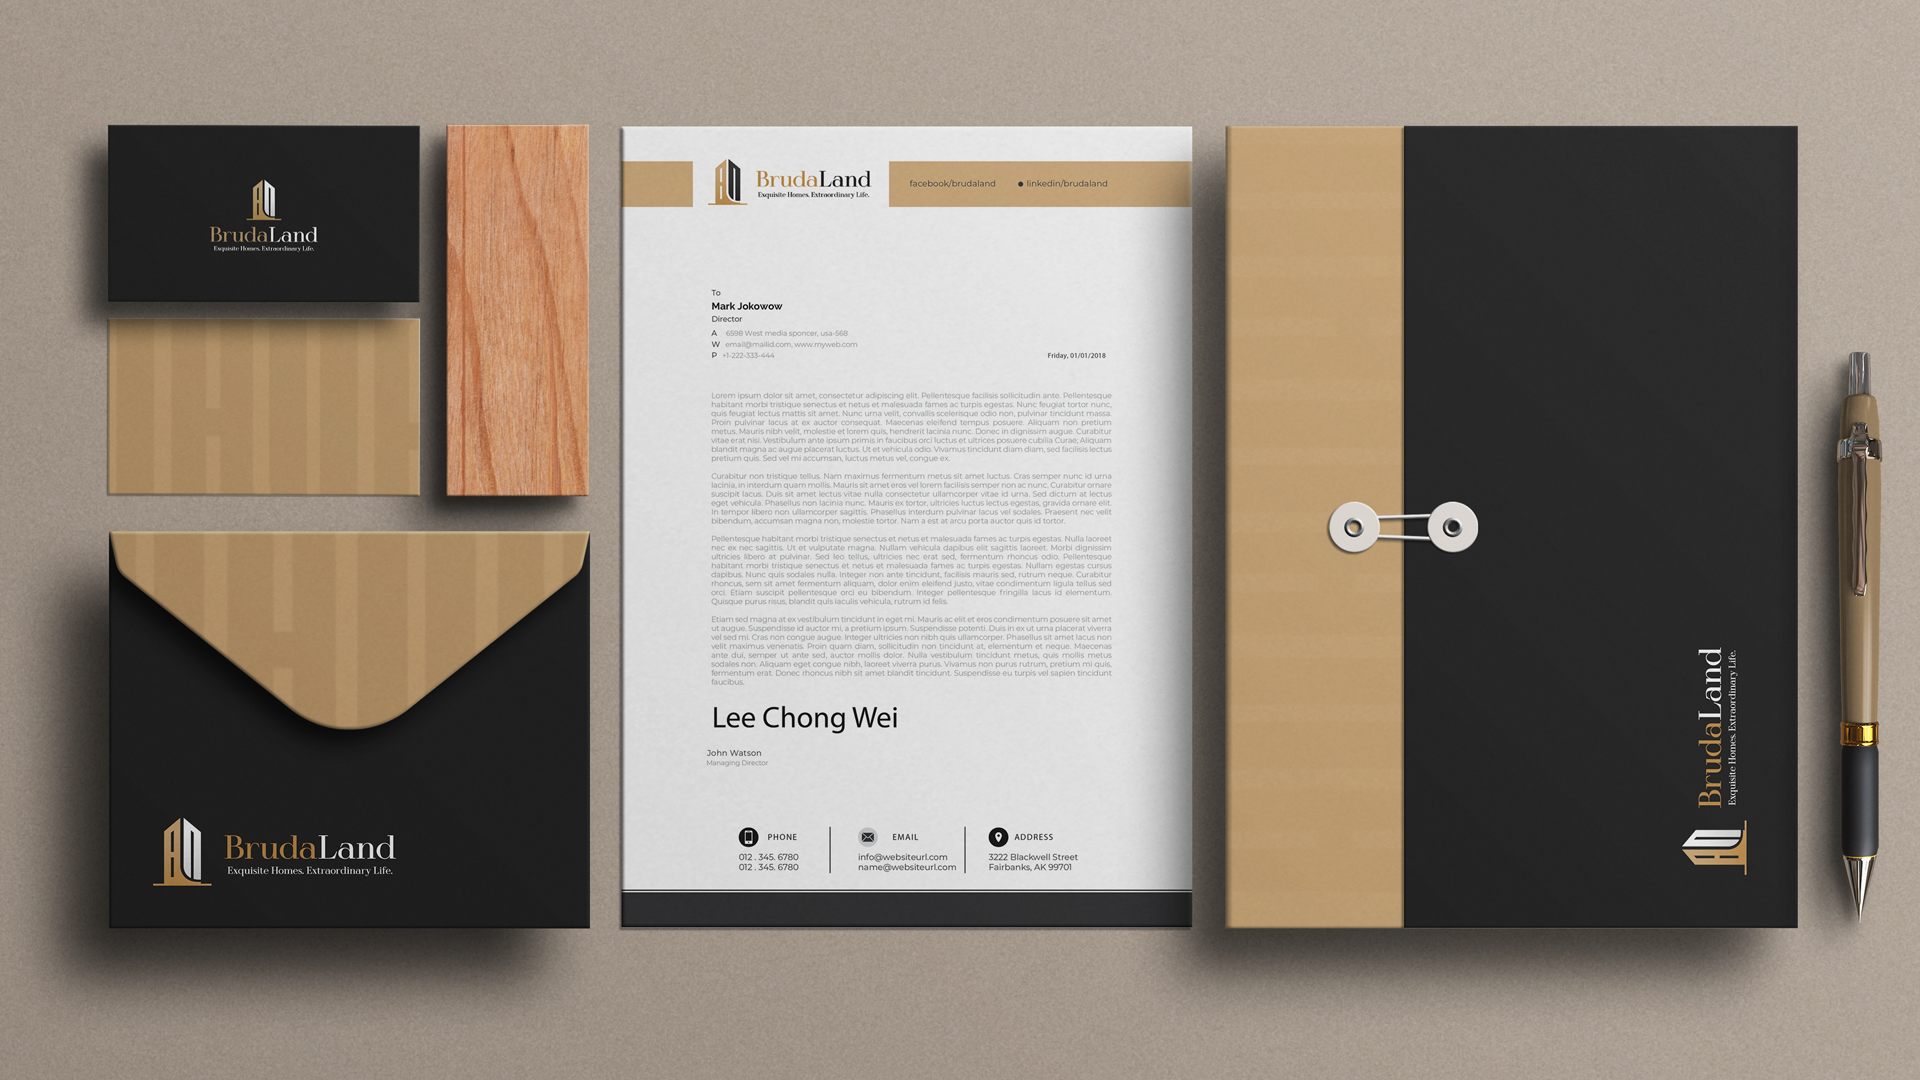 BrudaLand
Exquisite Homes. Extraordinary Life.
BrudaLand
Exquisite Homes. Extraordinary Life.
BrudaLand
Exquisite Homes. Extraordinary Life.
facebook/brudaland
linkedin/brudaland
To
Mark Jokowow
Director
A 6598 West media sponcer, usa-568
W email@mailid.com, www.myweb.com
P +1-222-333-444
Friday, 01/01/2018
Lorem ipsum dolor sit amet, consectetur adipiscing elit. Pellentesque facilisis sollicitudin ante. Pellentesque
habitant morbi tristique senectus et netus et malesuada fames ac turpis egestas. Nunc feugiat tortor nunc,
quis feugiat lectus mattis sit amet. Nunc urna velit, convallis scelerisque odio non, pulvinar tincidunt massa.
Proin pulvinar lacus at ex auctor consequat. Maecenas eleifend tempus posuere. Aliquam non pretium
metus. Mauris nibh velit, molestie et lorem quis, hendrerit lacinia nunc. Donec in dignissim augue. Curabitur
vitae erat nisi. Vestibulum ante ipsum primis in faucibus orci luctus et ultrices posuere cubilia Curae; Aliquam
blandit magna ac augue placerat luctus. Ut et vehicula odio. Vivamus tincidunt diam diam, sed facilisis lectus
pretium quis. Sed vel mi accumsan, luctus metus vel, congue ex.
Curabitur non tristique tellus. Nam maximus fermentum metus sit amet luctus. Cras semper nunc id urna
lacinia, in interdum quam mollis. Mauris sit amet eros vel lorem facilisis semper non ac nunc. Curabitur ornare
suscipit lacus. Duis sit amet lectus vitae nulla consectetur ullamcorper vitae id urna. Sed dictum at lectus
eget vehicula. Phasellus non lacinia nunc. Mauris ex tortor, ultricies luctus lectus egestas, gravida ornare elit.
In tempor libero non ullamcorper sagittis. Phasellus interdum pulvinar lacus vel sodales. Praesent nec velit
bibendum, accumsan magna non, molestie tortor. Nam a est at arcu porta auctor quis id tortor.
Pellentesque habitant morbi tristique senectus et netus et malesuada fames ac turpis egestas. Nulla laoreet
nec ex nec sagittis. Ut et vulputate magna. Nullam vehicula dapibus elit sagittis laoreet. Morbi dignissim
ultricies libero at pulvinar. Sed leo tellus, ultricies nec erat sed, fermentum rhoncus odio. Pellentesque
habitant morbi tristique senectus et netus et malesuada fames ac turpis egestas. Nullam egestas cursus
dapibus. Nunc quis sodales nulla. Integer non ante tincidunt, facilisis mauris sed, rutrum neque. Curabitur
rhoncus, sem sit amet fermentum aliquam, dolor enim eleifend justo, vitae condimentum ligula tellus sed
orci. Etiam suscipit pellentesque orci eu bibendum. Integer pellentesque fringilla lacus id elementum.
Quisque purus risus, blandit quis iaculis vehicula, rutrum id felis.
Etiam sed magna at ex vestibulum tincidunt in eget mi. Mauris ac elit et eros condimentum posuere sit amet
ut augue. Suspendisse id auctor mi, a pretium ipsum. Suspendisse potenti. Duis in ex ut urna placerat viverra
vel sed mi. Cras non congue augue. Integer ultricies non nibh quis ullamcorper. Phasellus sit amet lacus non
velit maximus venenatis. Proin quam diam, sollicitudin non tincidunt at, elementum et neque. Maecenas
ante dui, semper ut ante sed, auctor mollis dolor. Nulla vestibulum tincidunt metus, quis mollis metus
sodales non. Aliquam eget congue nibh, laoreet viverra purus. Vivamus non purus rutrum, pretium mi quis,
fermentum erat. Donec rhoncus nibh sit amet blandit tincidunt. Suspendisse eu turpis vel sapien tincidunt
faucibus.
Lee Chong Wei
John Watson
Managing Director
PHONE
012 . 345. 6780
012 . 345. 6780
EMAIL
info@websiteurl.com
name@websiteurl.com
ADDRESS
3222 Blackwell Street
Fairbanks, AK 99701
BrudaLand
Exquisite Homes. Extraordinary Life.